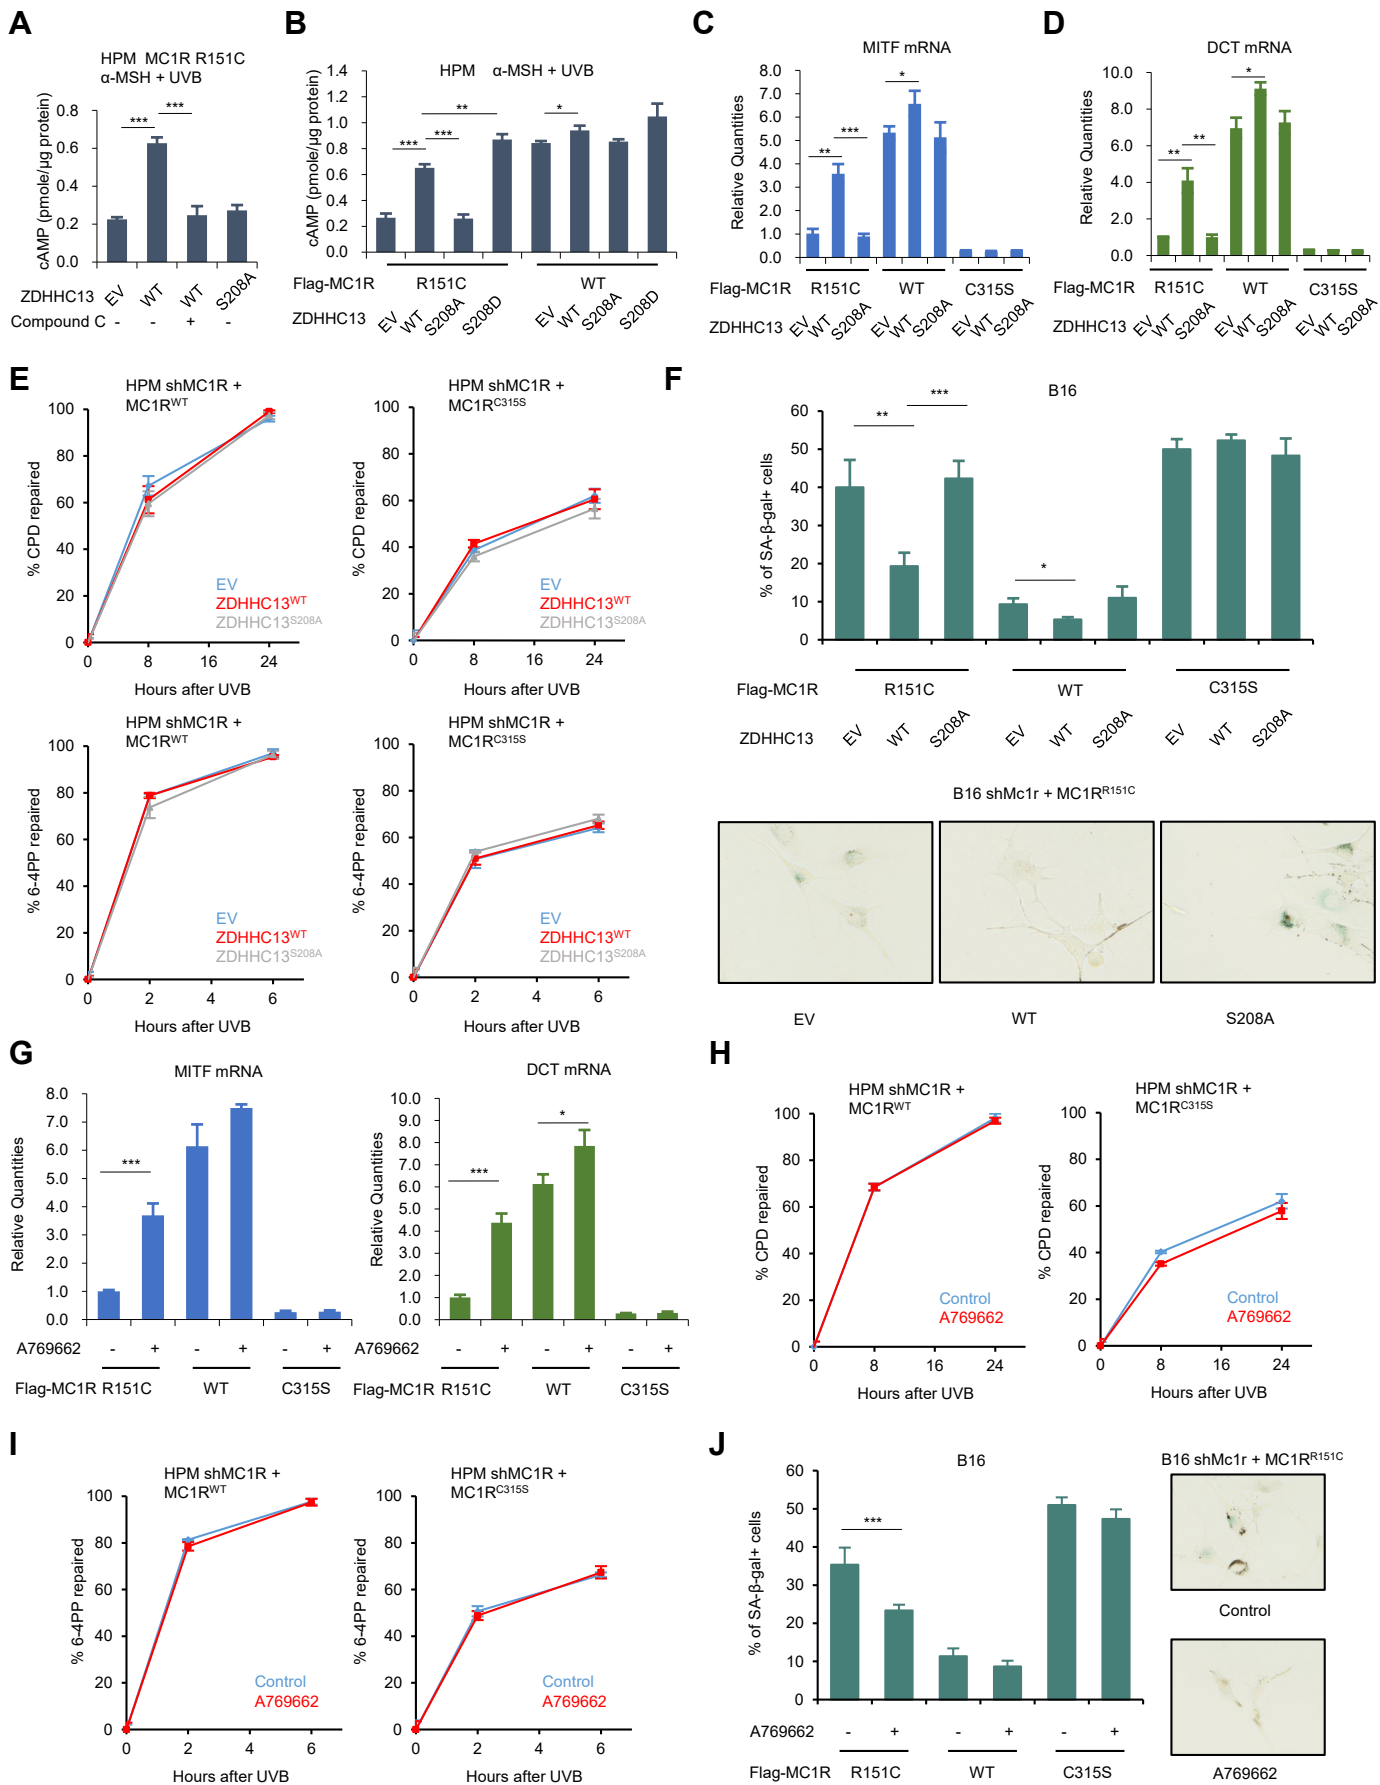 A
HPM MC1R R151C
α-MSH + UVB
cAMP (pmole/µg protein)
0.8
0.6
0.4
0.2
0.0
***
***
ZDHHC13 EV WT WT S208A
Compound C - - + -
B
HPM α-MSH + UVB
cAMP (pmole/µg protein)
1.4
1.2
1.0
0.8
0.6
0.4
0.2
0.0
***
***
**
*
Flag-MC1R R151C WT
ZDHHC13 EV WT S208A S208D EV WT S208A S208D
C
MITF mRNA
Relative Quantities
8.0
7.0
6.0
5.0
4.0
3.0
2.0
1.0
0.0
**
***
*
Flag-MC1R R151C WT C315S
ZDHHC13 EV WT S208A EV WT S208A EV WT S208A
D
DCT mRNA
Relative Quantities
10.0
8.0
6.0
4.0
2.0
0.0
**
**
*
Flag-MC1R R151C WT C315S
ZDHHC13 EV WT S208A EV WT S208A EV WT S208A
E
HPM shMC1R +
MC1RWT
% CPD repaired
100
80
60
40
20
0
0 8 16 24
Hours after UVB
EV
ZDHHC13WT
ZDHHC13S208A
HPM shMC1R +
MC1RC315S
% CPD repaired
100
80
60
40
20
0
0 8 16 24
Hours after UVB
EV
ZDHHC13WT
ZDHHC13S208A
HPM shMC1R +
MC1RWT
% 6-4PP repaired
100
80
60
40
20
0
0 2 4 6
Hours after UVB
EV
ZDHHC13WT
ZDHHC13S208A
HPM shMC1R +
MC1RC315S
% 6-4PP repaired
100
80
60
40
20
0
0 2 4 6
Hours after UVB
EV
ZDHHC13WT
ZDHHC13S208A
F
B16
% of SA-β-gal+ cells
60
50
40
30
20
10
0
**
***
*
Flag-MC1R R151C WT C315S
ZDHHC13 EV WT S208A EV WT S208A EV WT S208A
B16 shMc1r + MC1RR151C
EV WT S208A
G
MITF mRNA
Relative Quantities
8.0
7.0
6.0
5.0
4.0
3.0
2.0
1.0
0.0
***
A769662 - + - + - +
Flag-MC1R R151C WT C315S
DCT mRNA
Relative Quantities
10.0
9.0
8.0
7.0
6.0
5.0
4.0
3.0
2.0
1.0
0.0
***
*
A769662 - + - + - +
Flag-MC1R R151C WT C315S
H
HPM shMC1R +
MC1RWT
% CPD repaired
100
80
60
40
20
0
0 8 16 24
Hours after UVB
Control
A769662
HPM shMC1R +
MC1RC315S
% CPD repaired
100
80
60
40
20
0
0 8 16 24
Hours after UVB
Control
A769662
I
HPM shMC1R +
MC1RWT
% 6-4PP repaired
100
80
60
40
20
0
0 2 4 6
Hours after UVB
Control
A769662
HPM shMC1R +
MC1RC315S
% 6-4PP repaired
100
80
60
40
20
0
0 2 4 6
Hours after UVB
Control
A769662
J
B16
% of SA-β-gal+ cells
60
50
40
30
20
10
0
***
A769662 - + - + - +
Flag-MC1R R151C WT C315S
B16 shMc1r + MC1RR151C
Control
A769662